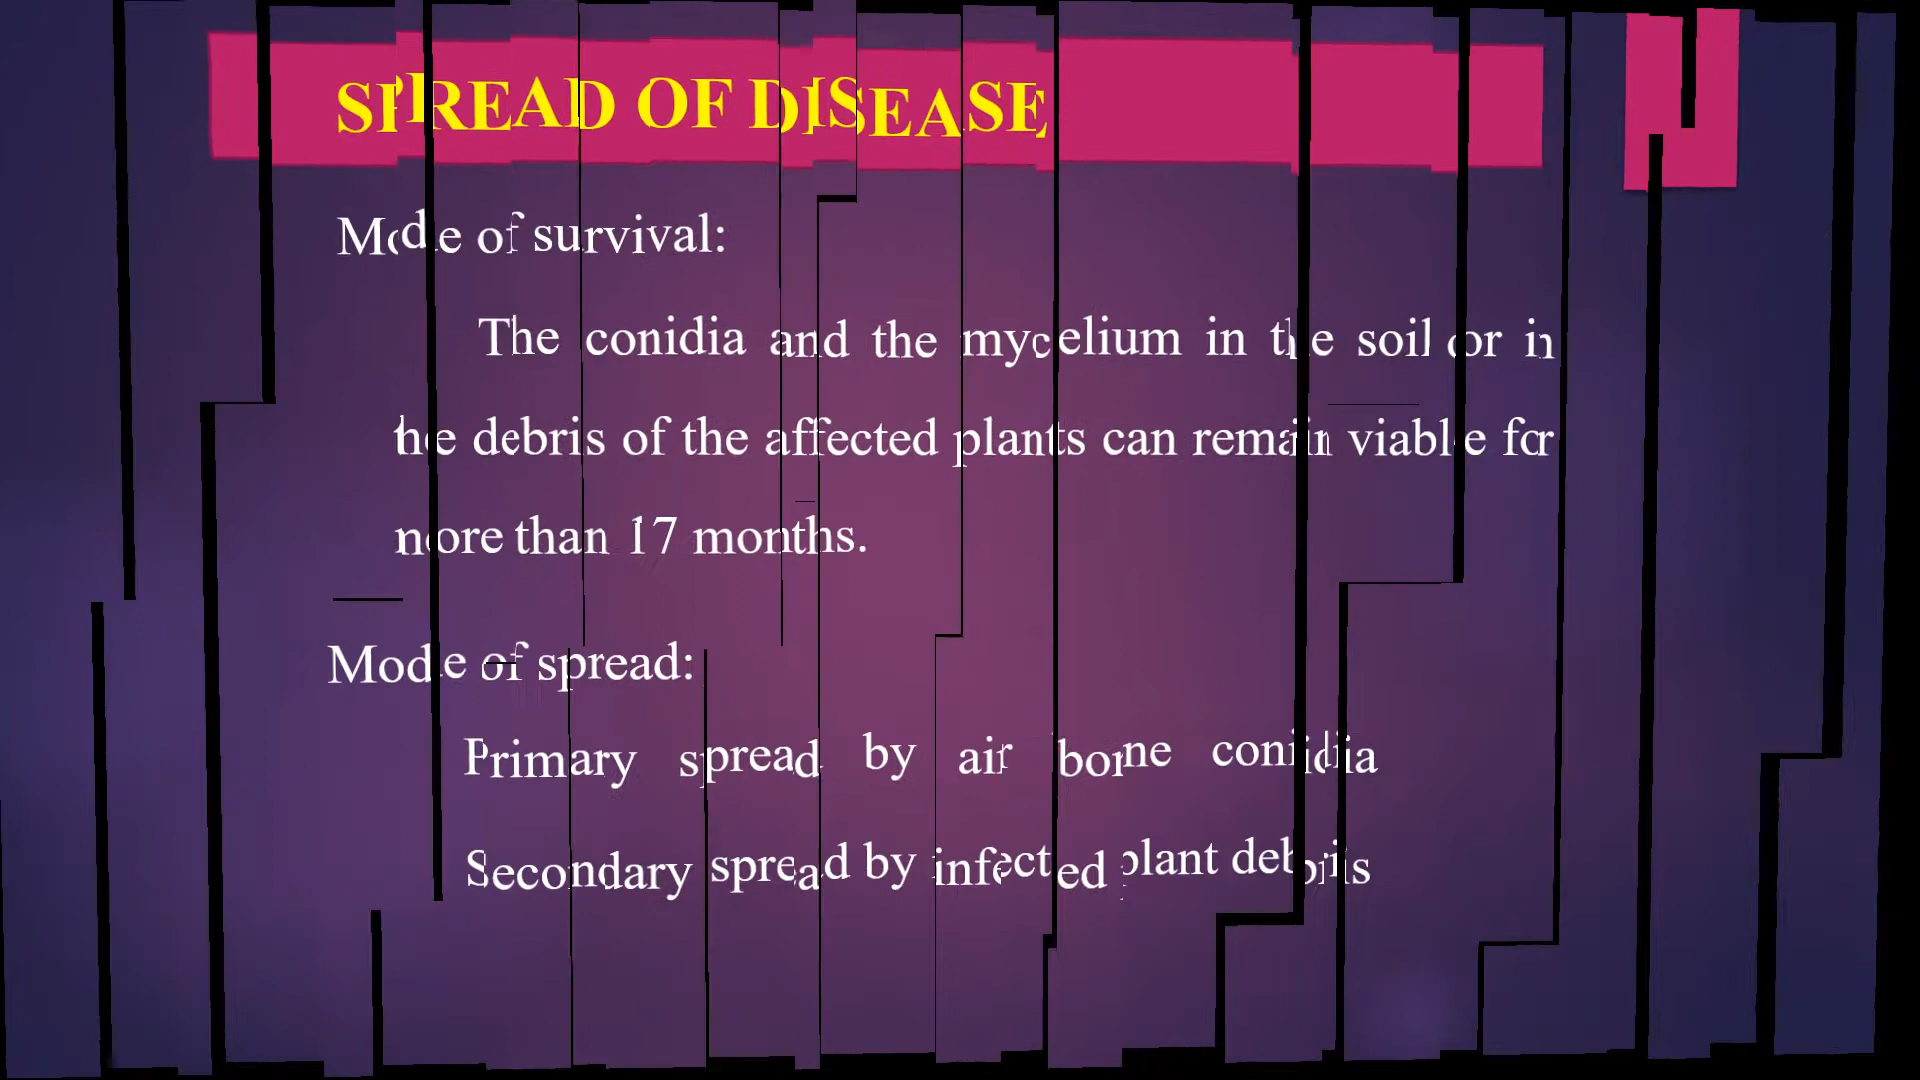 SPREAD OF DISEASE
Mode of survival:
The conidia and the mycelium in the soil or in
the debris of the affected plants can remain viable for
more than 17 months.
Mode of spread:
Primary spread by air borne conidia
Secondary spread by infected plant debris